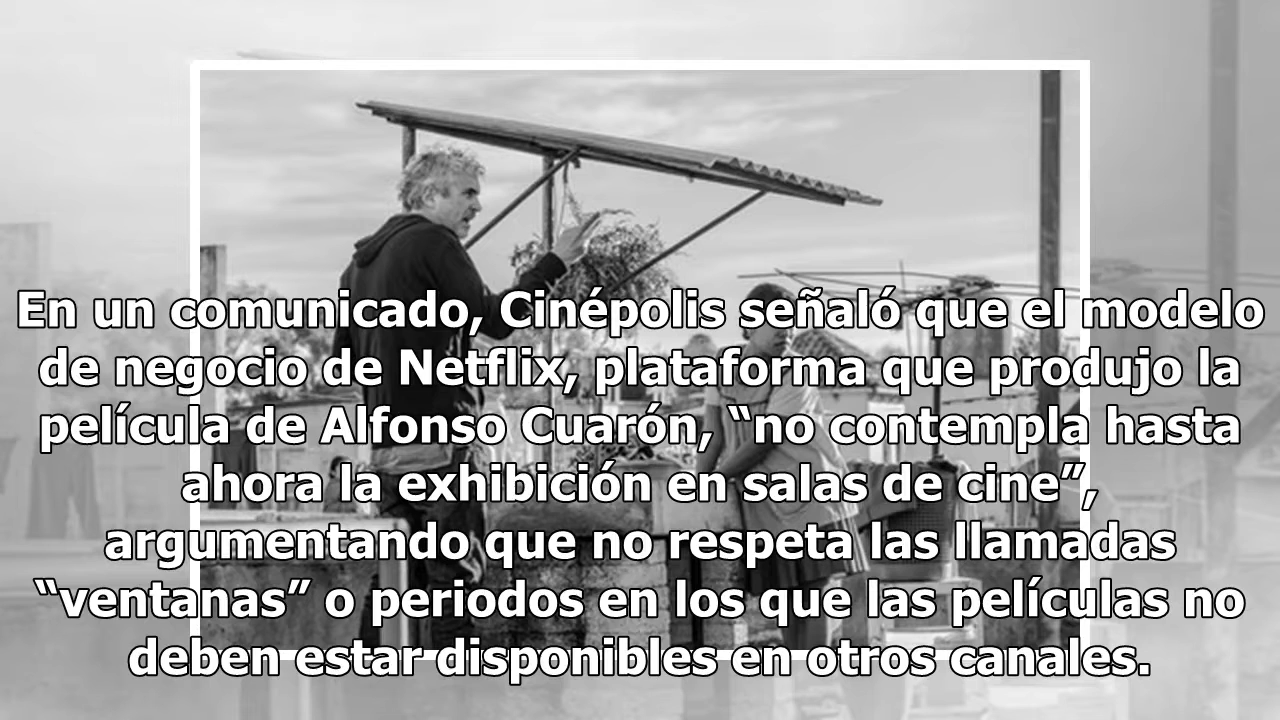 En un comunicado, Cinépolis señaló que el modelo
de negocio de Netflix, plataforma que produjo la
película de Alfonso Cuarón, “no contempla hasta
ahora la exhibición en salas de cine”,
argumentando que no respeta las llamadas
“ventanas” o periodos en los que las películas no
deben estar disponibles en otros canales.